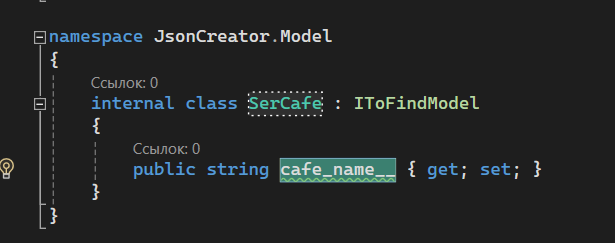 namespace JsonCreator.Model
{
Ссылок: 0
internal class SerCafe : IToFindModel
{
Ссылок: 0
public string cafe_name__ { get; set; }
}
}